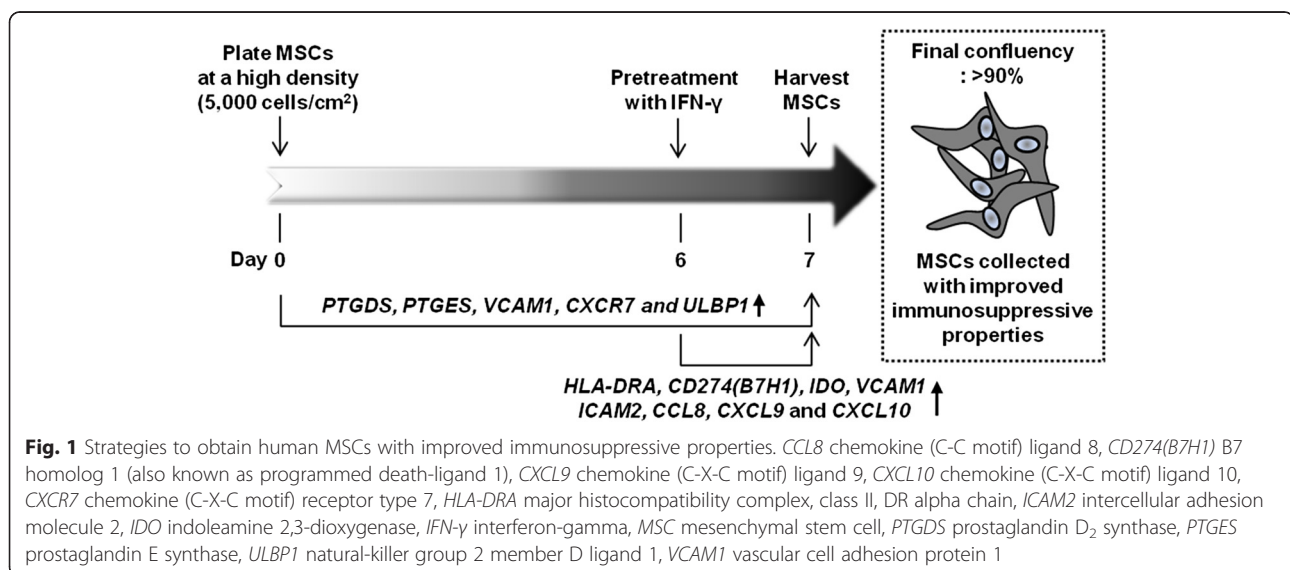 Plate MSCs
at a high density
(5,000 cells/cm²)
Pretreatment
with IFN-γ
Harvest
MSCs
Final confluency
: >90%
Day 0
6
7
MSCs collected
with improved
immunosuppressive
properties
PTGDS, PTGES, VCAM1, CXCR7 and ULBP1
HLA-DRA, CD274(B7H1), IDO, VCAM1
ICAM2, CCL8, CXCL9 and CXCL10
Fig. 1 Strategies to obtain human MSCs with improved immunosuppressive properties. CCL8 chemokine (C-C motif) ligand 8, CD274(B7H1) B7
homolog 1 (also known as programmed death-ligand 1), CXCL9 chemokine (C-X-C motif) ligand 9, CXCL10 chemokine (C-X-C motif) ligand 10,
CXCR7 chemokine (C-X-C motif) receptor type 7, HLA-DRA major histocompatibility complex, class II, DR alpha chain, ICAM2 intercellular adhesion
molecule 2, IDO indoleamine 2,3-dioxygenase, IFN-γ interferon-gamma, MSC mesenchymal stem cell, PTGDS prostaglandin D₂ synthase, PTGES
prostaglandin E synthase, ULBP1 natural-killer group 2 member D ligand 1, VCAM1 vascular cell adhesion protein 1